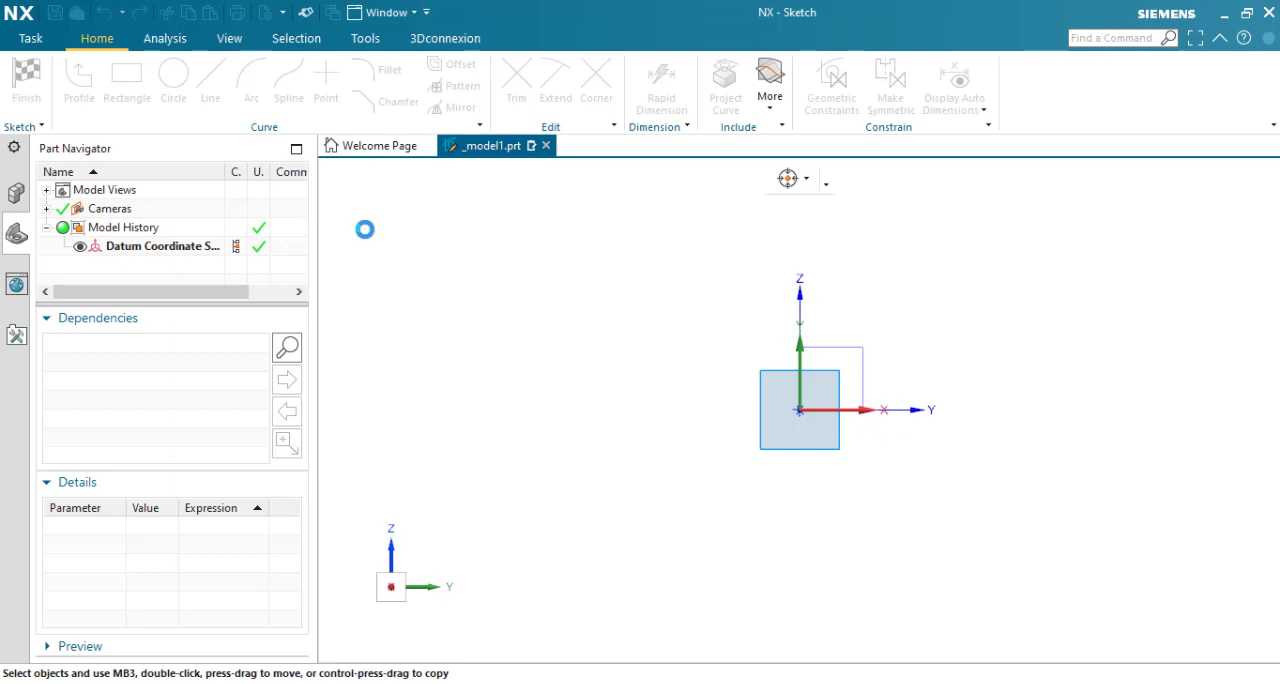 NX Window NX - Sketch SIEMENS
Task Home Analysis View Selection Tools 3Dconnexion Find a Command
Finish Profile Rectangle Circle Line Arc Spline Point Fillet Chamfer Offset Pattern Mirror Trim Extend Corner Rapid Dimension Project Curve More Geometric Constraints Make Symmetric Display Auto Dimensions
Sketch Curve Edit Dimension Include Constrain
Part Navigator
Welcome Page _model1.prt
Name C. U. Comm
Model Views
Cameras
Model History
Datum Coordinate S...
Dependencies
Details
Parameter Value Expression
Preview
Z
X Y
Z
Y
Select objects and use MB3, double-click, press-drag to move, or control-press-drag to copy